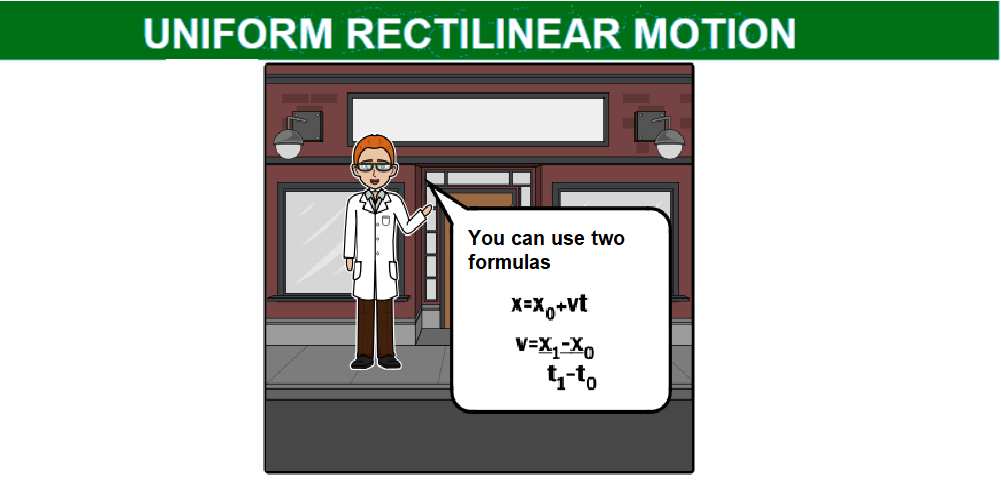 UNIFORM RECTILINEAR MOTION
You can use two
formulas
x=x₀+vt
v=x₁-x₀
t₁-t₀